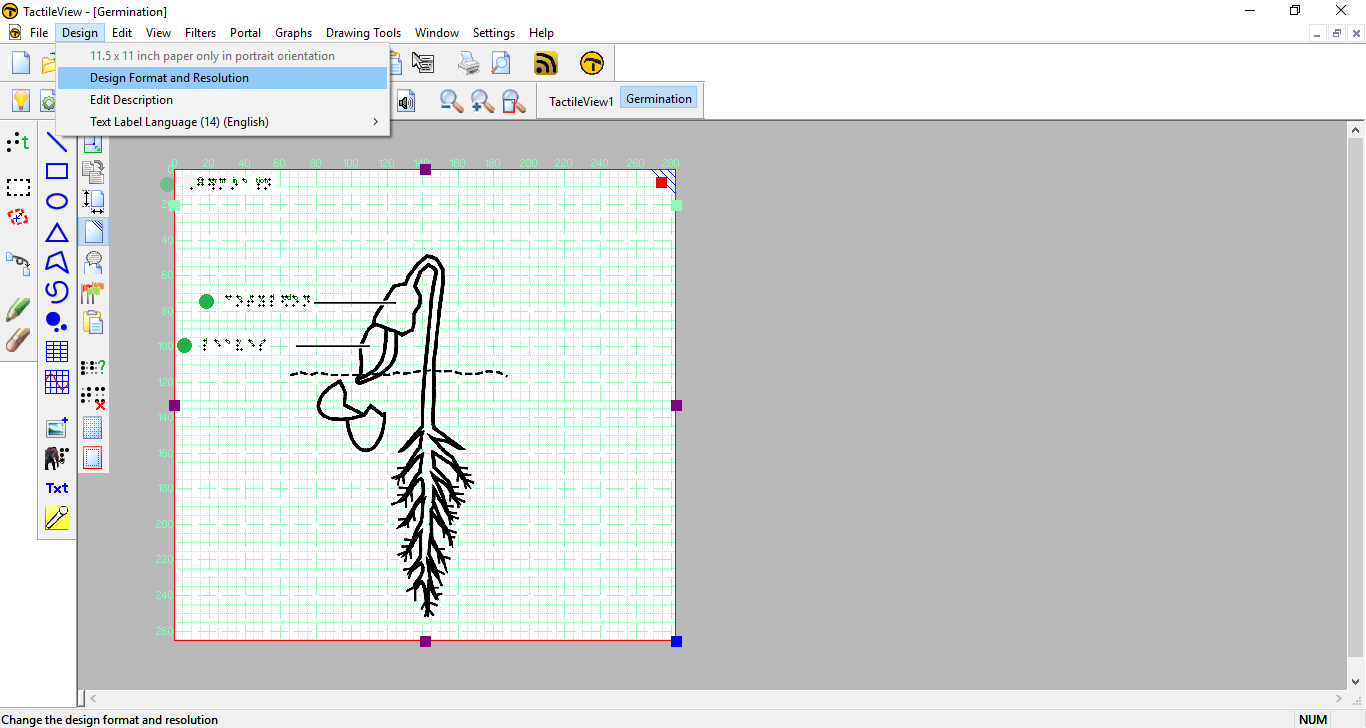 TactileView - [Germination]
File Design Edit View Filters Portal Graphs Drawing Tools Window Settings Help
11.5 x 11 inch paper only in portrait orientation
Design Format and Resolution
Edit Description
Text Label Language (14) (English)
TactileView1 Germination
t
0 20 40 60 80 100 120 140 160 180 200 220 240 260 280
40
60
80
100
120
140
160
180
200
220
240
260
Txt
Change the design format and resolution
NUM